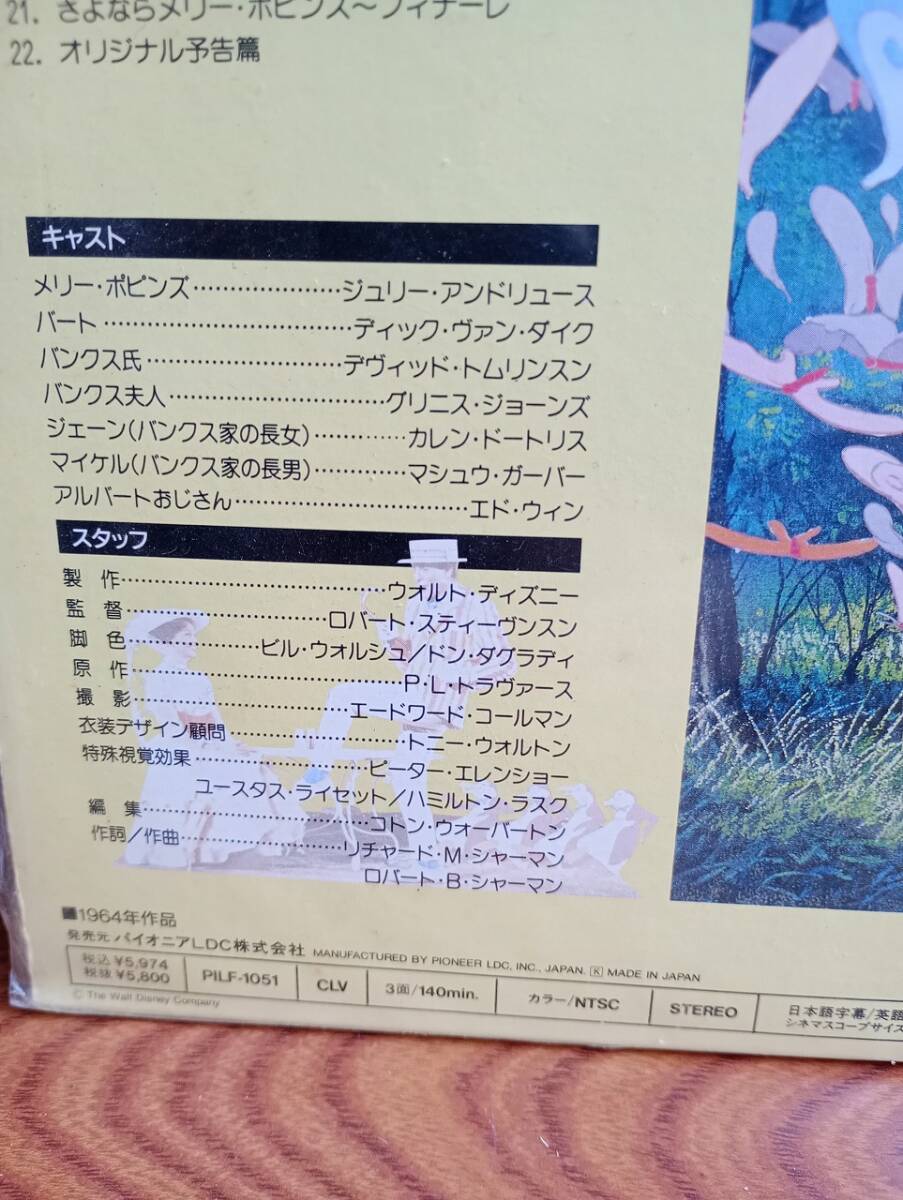 21. さよならメリー・ポピンズ〜フィナーレ
22. オリジナル予告篇
キャスト
メリー・ポピンズ……………………ジュリー・アンドリュース
バート……………………ディック・ヴァン・ダイク
バンクス氏……………………デヴィッド・トムリンスン
バンクス夫人……………………グリニス・ジョーンズ
ジェーン(バンクス家の長女)……………カレン・ドートリス
マイケル(バンクス家の長男)……………マシュウ・ガーバー
アルバートおじさん……………………エド・ウィン
スタッフ
製 作……………………ウォルト・ディズニー
監 督……………………ロバート・スティーヴンスン
脚 色……………………ビル・ウォルシュ/ドン・ダグラディ
原 作……………………P・L・トラヴァース
撮 影……………………エードワード・コールマン
衣装デザイン顧問……………………トニー・ウォルトン
特殊視覚効果……………………ピーター・エレンショー
ユースタス・ライセット/ハミルトン・ラスク
編 集……………………コトン・ウォーバートン
作詞/作曲……………………リチャード・M・シャーマン
ロバート・B・シャーマン
■1964年作品
発売元 パイオニアLDC株式会社 MANUFACTURED BY PIONEER LDC, INC., JAPAN. Ⓚ MADE IN JAPAN
税込 ¥5,974
税抜 ¥5,800
PILF-1051
CLV
3面/140min.
カラー/NTSC
STEREO
日本語字幕/英語
シネマスコープサイズ
© The Walt Disney Company